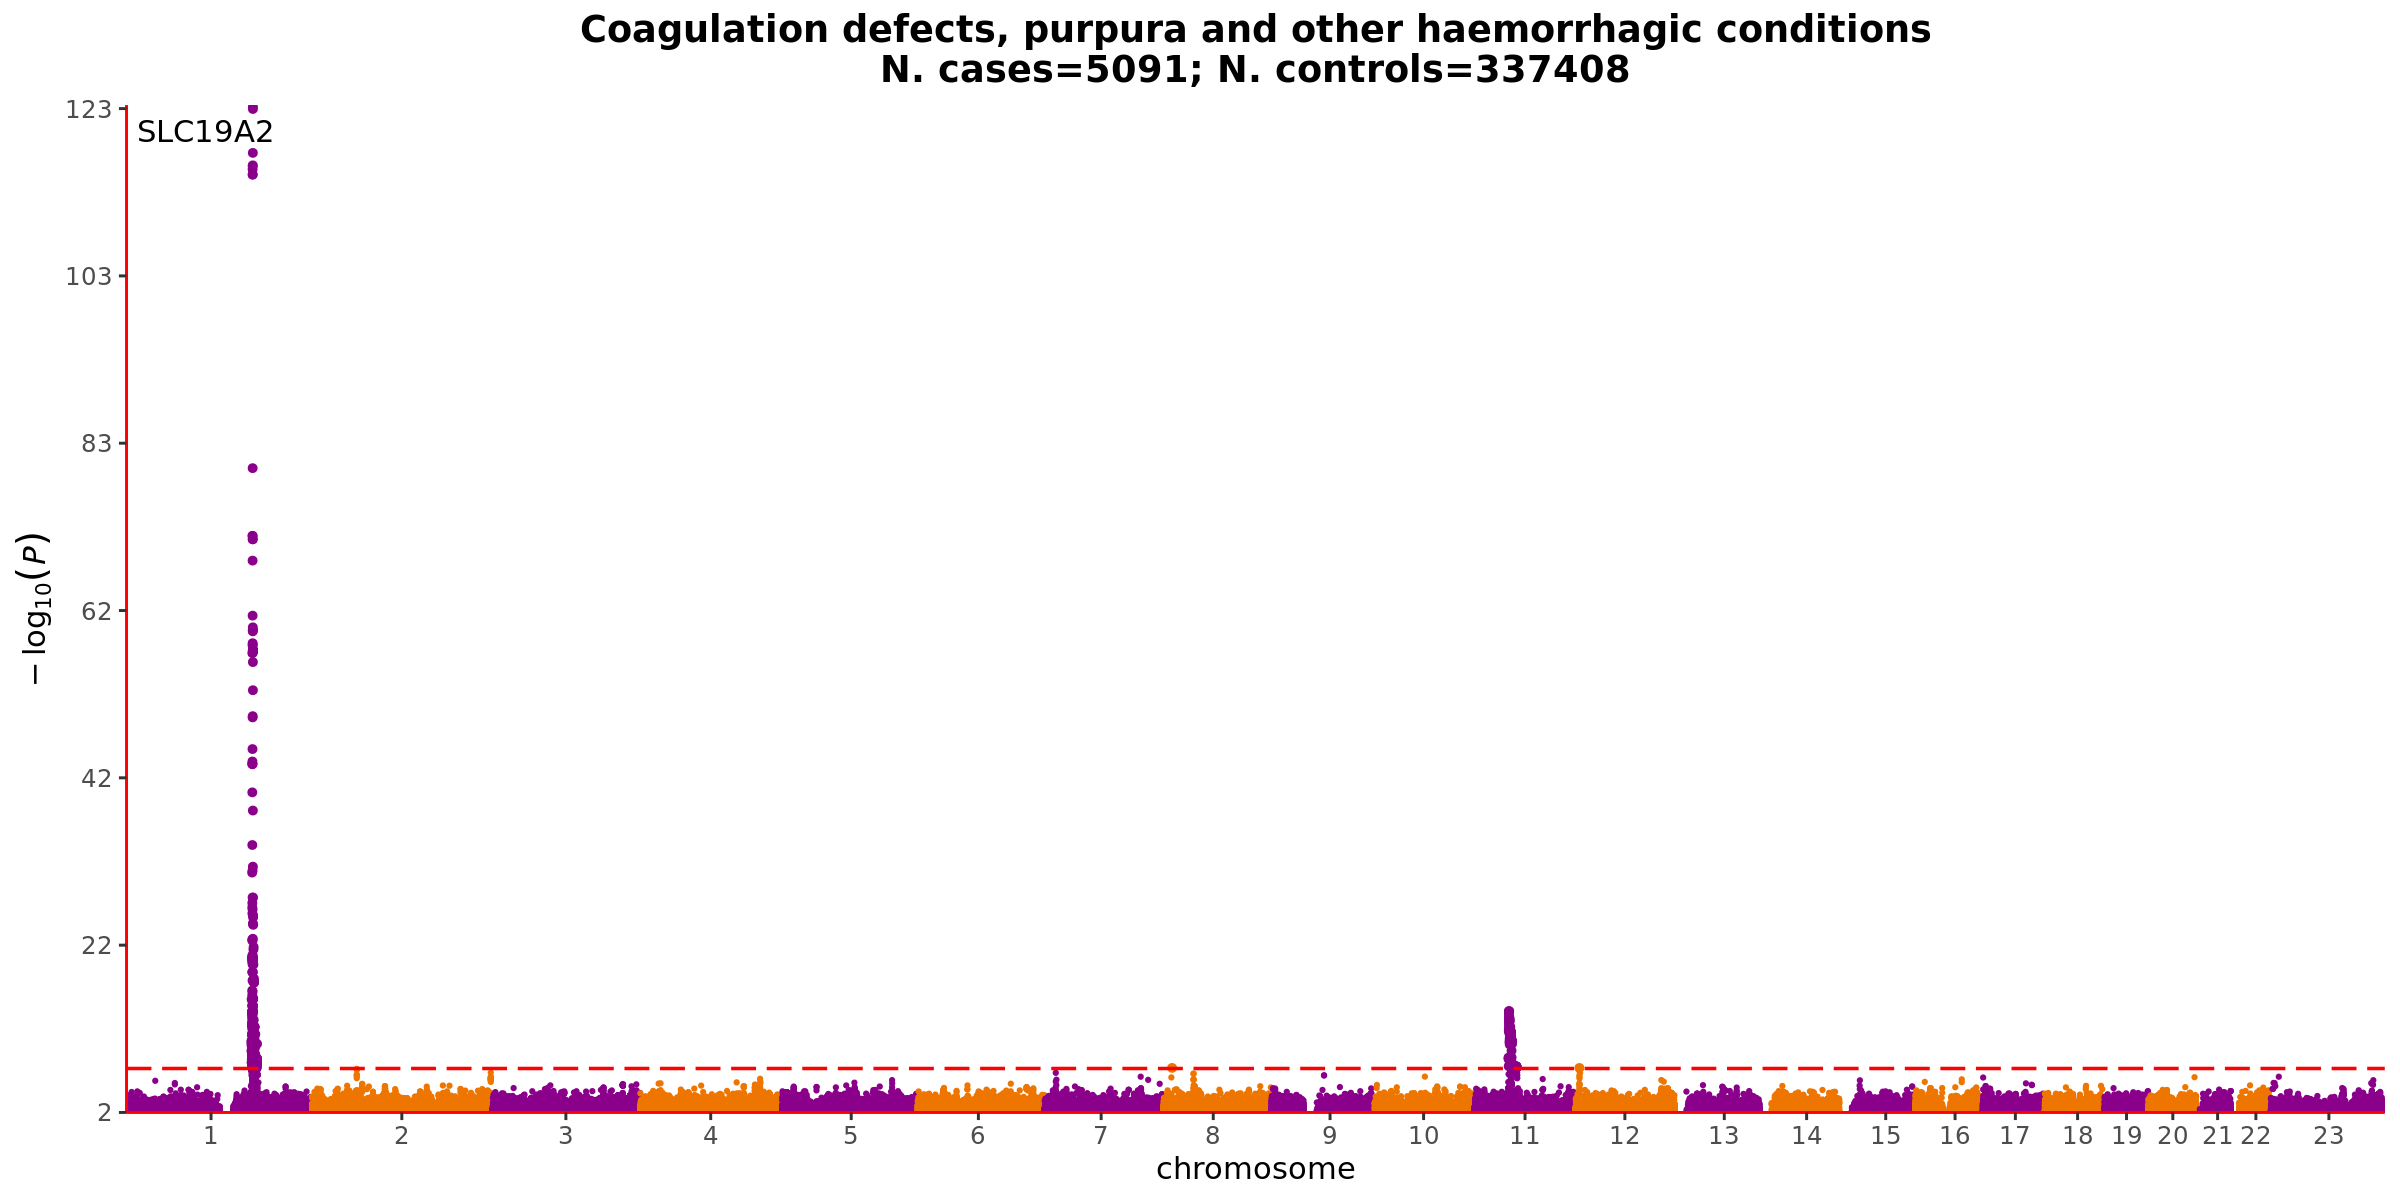 Coagulation defects, purpura and other haemorrhagic conditions
N. cases=5091; N. controls=337408
SLC19A2
123
103
83
62
42
22
2
−log10(P)
1 2 3 4 5 6 7 8 9 10 11 12 13 14 15 16 17 18 19 20 21 22 23
chromosome